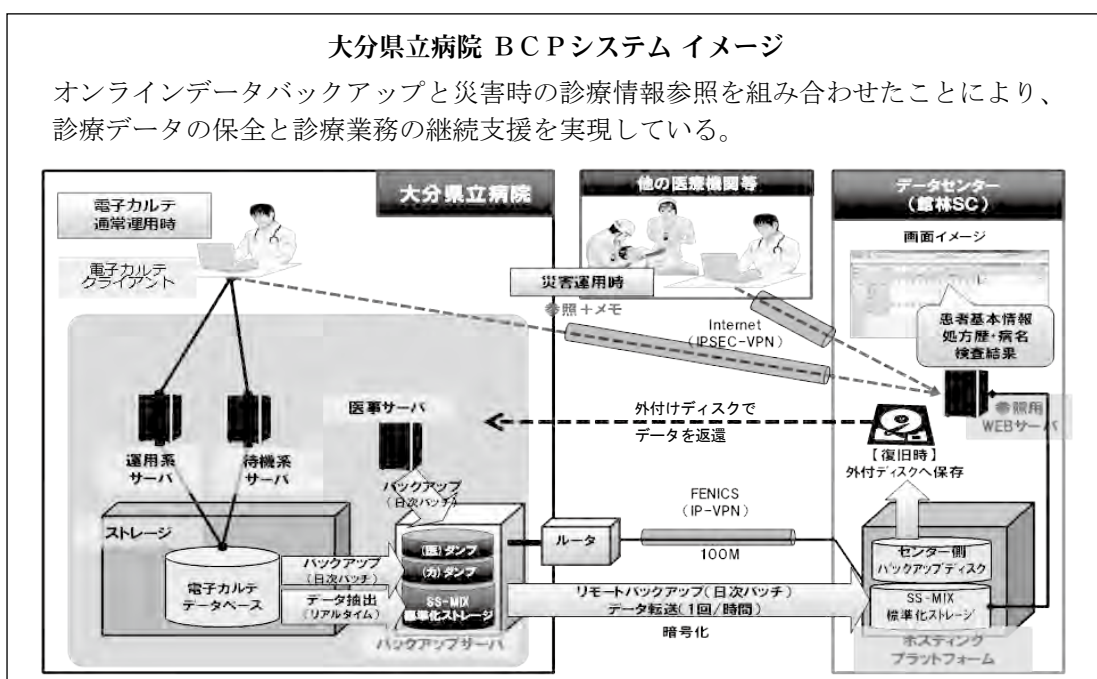 大分県立病院 ＢＣＰシステム イメージ
オンラインデータバックアップと災害時の診療情報参照を組み合わせたことにより、
診療データの保全と診療業務の継続支援を実現している。
電子カルテ
通常運用時
大分県立病院
電子カルテ
クライアント
他の医療機関等
災害運用時
参照＋メモ
Internet
(IPSEC-VPN)
データセンター
(館林SC)
画面イメージ
患者基本情報
処方歴・病名
検査結果
参照用
WEBサーバ
運用系
サーバ
待機系
サーバ
医事サーバ
バックアップ
(日次バッチ)
外付けディスクで
データを返還
【復旧時】
外付ディスクへ保存
ストレージ
電子カルテ
データベース
バックアップ
(日次バッチ)
データ抽出
(リアルタイム)
(医)ダンプ
(カ)ダンプ
SS-MIX
標準化ストレージ
バックアップサーバ
ルータ
FENICS
(IP-VPN)
100M
リモートバックアップ(日次バッチ)
データ転送(1回/時間)
暗号化
センター側
バックアップディスク
SS-MIX
標準化ストレージ
ホスティング
プラットフォーム